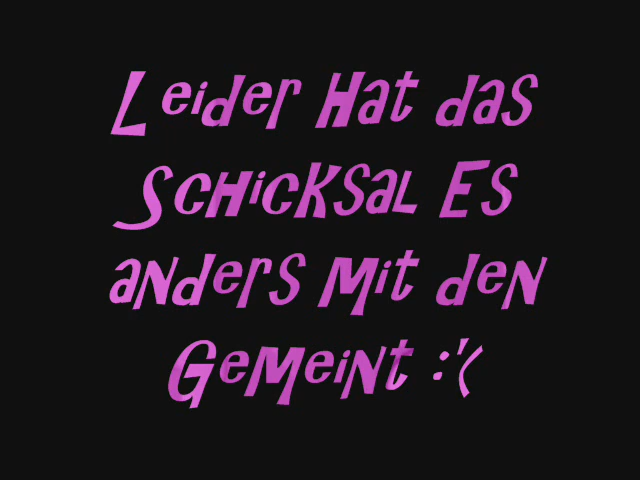 Leider Hat das
Schicksal Es
anders Mit den
Gemeint :'(